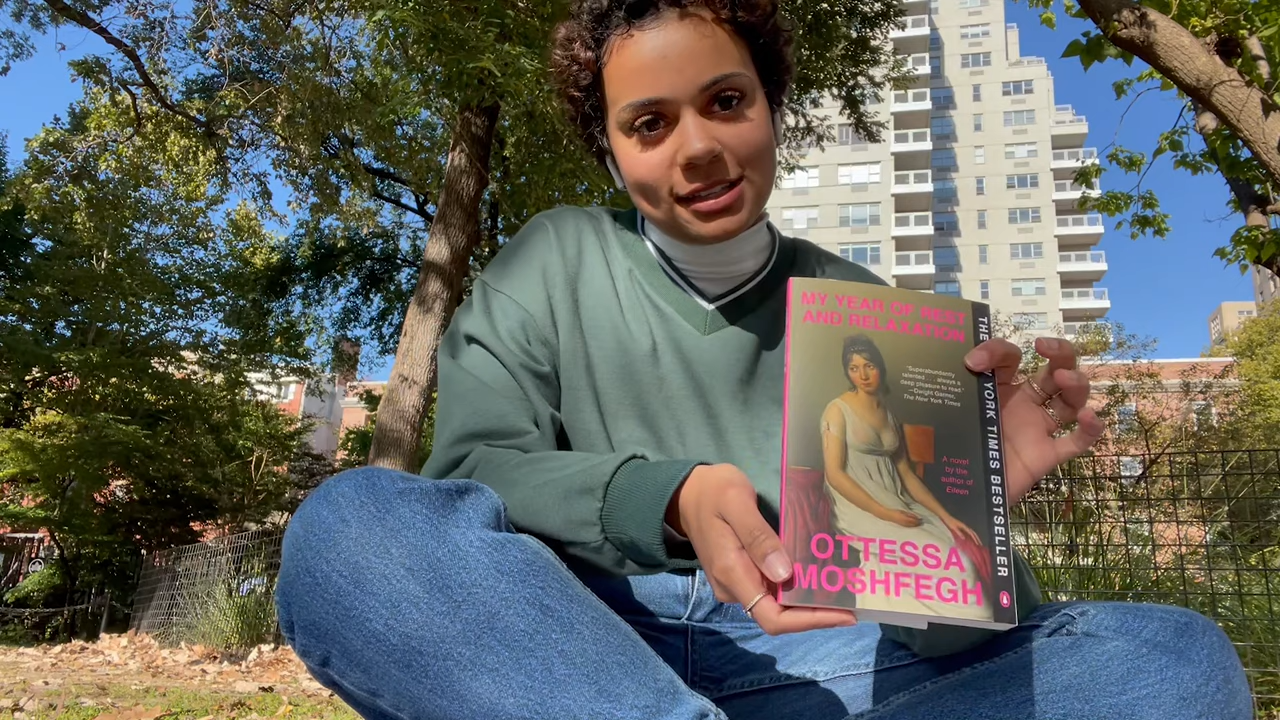 MY YEAR OF REST
AND RELAXATION
"Superabundantly
talented . . . always a
deep pleasure to read."
—Dwight Garner,
The New York Times
A novel
by the
author of
Eileen
OTTESSA
MOSHFEGH
THE
YORK TIMES BESTSELLER